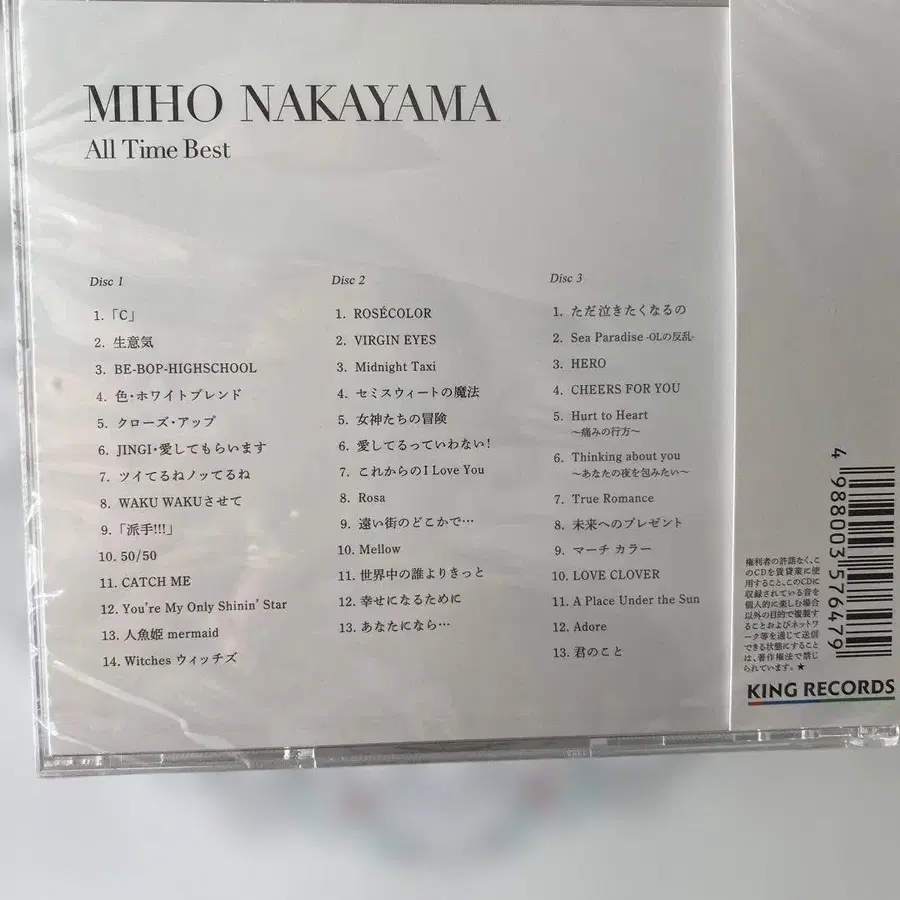 MIHO NAKAYAMA
All Time Best
Disc 1
1.「C」
2. 生意気
3. BE-BOP-HIGHSCHOOL
4. 色・ホワイトブレンド
5. クローズ・アップ
6. JINGI・愛してもらいます
7. ツイてるねノッてるね
8. WAKU WAKUさせて
9.「派手!!!」
10. 50/50
11. CATCH ME
12. You're My Only Shinin' Star
13. 人魚姫 mermaid
14. Witches ウィッチズ
Disc 2
1. ROSÉCOLOR
2. VIRGIN EYES
3. Midnight Taxi
4. セミスウィートの魔法
5. 女神たちの冒険
6. 愛してるっていわない!
7. これからのI Love You
8. Rosa
9. 遠い街のどこかで…
10. Mellow
11. 世界中の誰よりきっと
12. 幸せになるために
13. あなたになら…
Disc 3
1. ただ泣きたくなるの
2. Sea Paradise -OLの反乱-
3. HERO
4. CHEERS FOR YOU
5. Hurt to Heart
～痛みの行方～
6. Thinking about you
～あなたの夜を包みたい～
7. True Romance
8. 未来へのプレゼント
9. マーチ カラー
10. LOVE CLOVER
11. A Place Under the Sun
12. Adore
13. 君のこと
4 988003 576479
権利者の許諾なく、こ
のCDを賃貸業に使
用すること、このCDに
収録されている音を
個人的に楽しむ場合
以外の目的で複製す
ることおよびネットワ
ーク等を通じて送信
できる状態にすること
は、著作権法で禁じ
られています。★
KING RECORDS